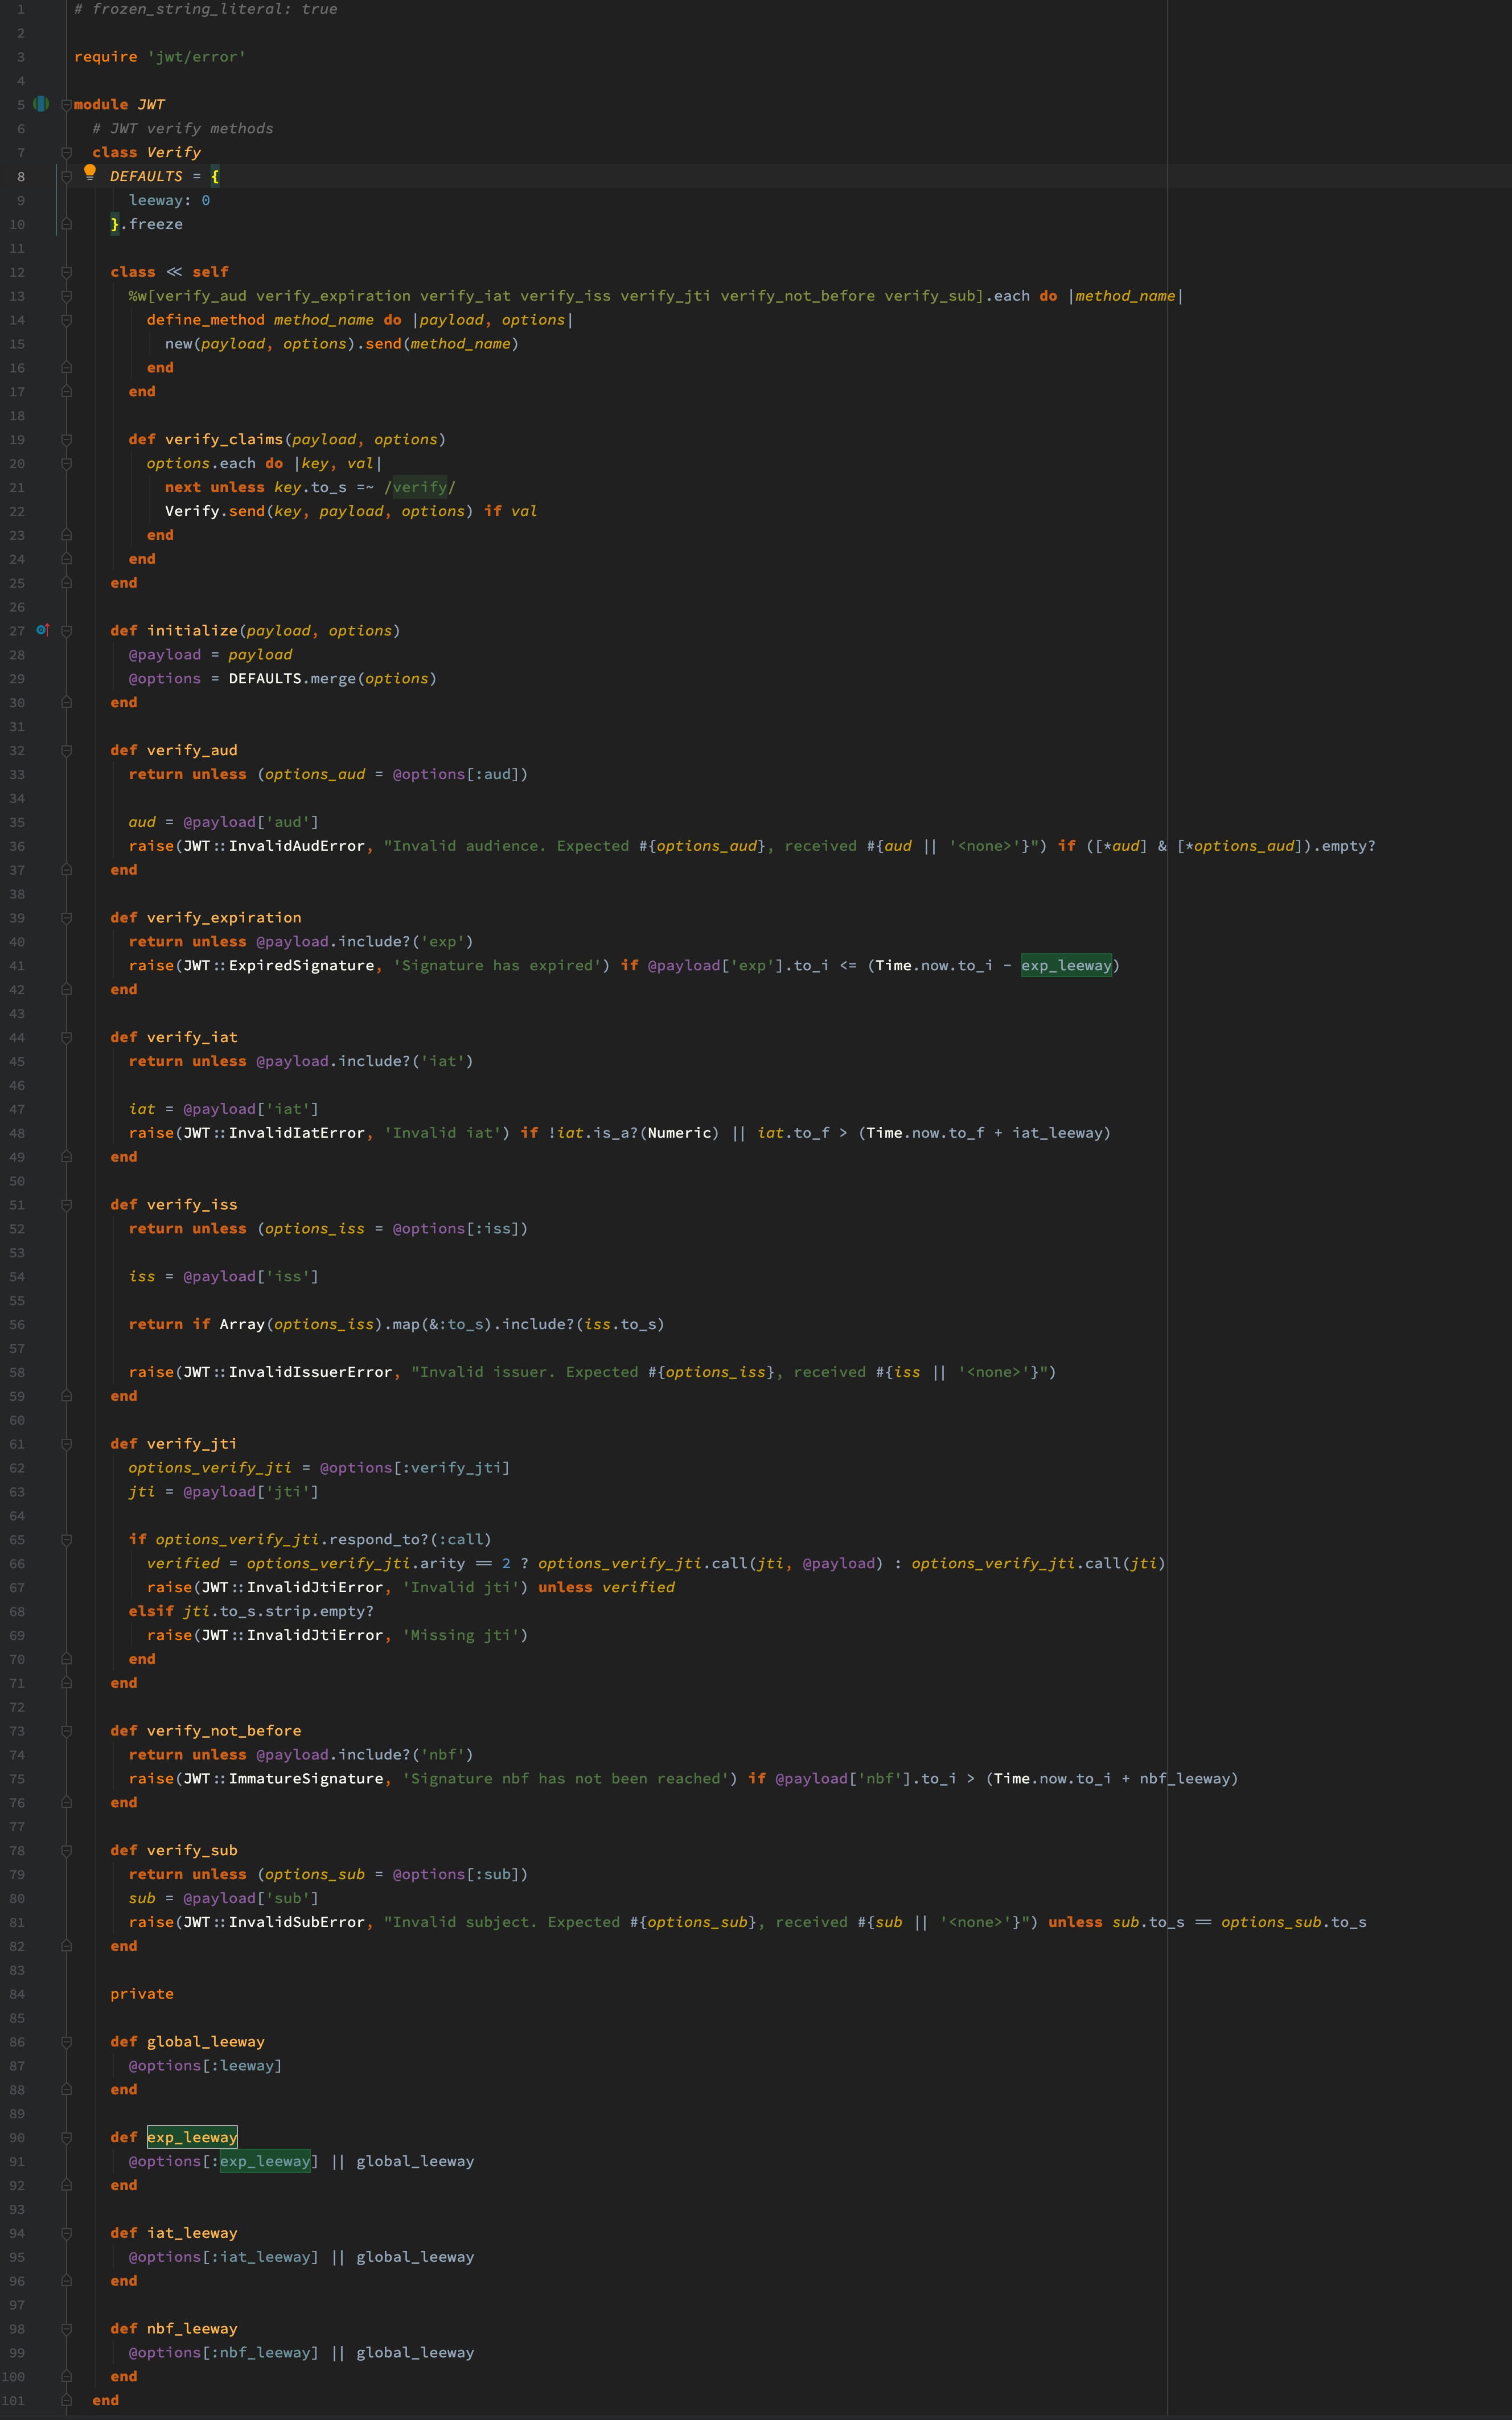 1 # frozen_string_literal: true
2
3 require 'jwt/error'
4
5 module JWT
6   # JWT verify methods
7   class Verify
8     DEFAULTS = {
9       leeway: 0
10     }.freeze
11
12     class << self
13       %w[verify_aud verify_expiration verify_iat verify_iss verify_jti verify_not_before verify_sub].each do |method_name|
14         define_method method_name do |payload, options|
15           new(payload, options).send(method_name)
16         end
17       end
18
19       def verify_claims(payload, options)
20         options.each do |key, val|
21           next unless key.to_s =~ /verify/
22           Verify.send(key, payload, options) if val
23         end
24       end
25     end
26
27     def initialize(payload, options)
28       @payload = payload
29       @options = DEFAULTS.merge(options)
30     end
31
32     def verify_aud
33       return unless (options_aud = @options[:aud])
34
35       aud = @payload['aud']
36       raise(JWT::InvalidAudError, "Invalid audience. Expected #{options_aud}, received #{aud || '<none>'}") if ([*aud] & [*options_aud]).empty?
37     end
38
39     def verify_expiration
40       return unless @payload.include?('exp')
41       raise(JWT::ExpiredSignature, 'Signature has expired') if @payload['exp'].to_i <= (Time.now.to_i - exp_leeway)
42     end
43
44     def verify_iat
45       return unless @payload.include?('iat')
46
47       iat = @payload['iat']
48       raise(JWT::InvalidIatError, 'Invalid iat') if !iat.is_a?(Numeric) || iat.to_f > (Time.now.to_f + iat_leeway)
49     end
50
51     def verify_iss
52       return unless (options_iss = @options[:iss])
53
54       iss = @payload['iss']
55
56       return if Array(options_iss).map(&:to_s).include?(iss.to_s)
57
58       raise(JWT::InvalidIssuerError, "Invalid issuer. Expected #{options_iss}, received #{iss || '<none>'}")
59     end
60
61     def verify_jti
62       options_verify_jti = @options[:verify_jti]
63       jti = @payload['jti']
64
65       if options_verify_jti.respond_to?(:call)
66         verified = options_verify_jti.arity == 2 ? options_verify_jti.call(jti, @payload) : options_verify_jti.call(jti)
67         raise(JWT::InvalidJtiError, 'Invalid jti') unless verified
68       elsif jti.to_s.strip.empty?
69         raise(JWT::InvalidJtiError, 'Missing jti')
70       end
71     end
72
73     def verify_not_before
74       return unless @payload.include?('nbf')
75       raise(JWT::ImmatureSignature, 'Signature nbf has not been reached') if @payload['nbf'].to_i > (Time.now.to_i + nbf_leeway)
76     end
77
78     def verify_sub
79       return unless (options_sub = @options[:sub])
80       sub = @payload['sub']
81       raise(JWT::InvalidSubError, "Invalid subject. Expected #{options_sub}, received #{sub || '<none>'}") unless sub.to_s == options_sub.to_s
82     end
83
84     private
85
86     def global_leeway
87       @options[:leeway]
88     end
89
90     def exp_leeway
91       @options[:exp_leeway] || global_leeway
92     end
93
94     def iat_leeway
95       @options[:iat_leeway] || global_leeway
96     end
97
98     def nbf_leeway
99       @options[:nbf_leeway] || global_leeway
100     end
101   end